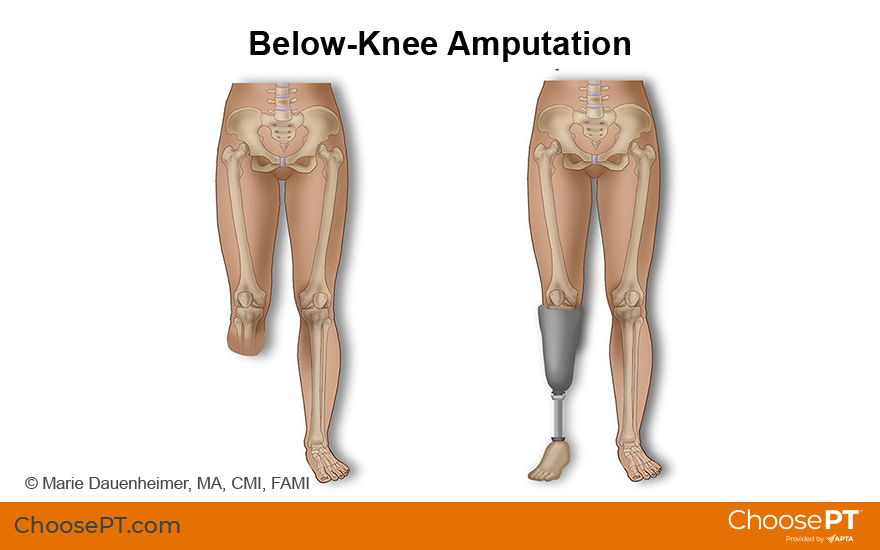 Below-Knee Amputation
© Marie Dauenheimer, MA, CMI, FAMI
ChoosePT.com
ChoosePT
Provided by APTA